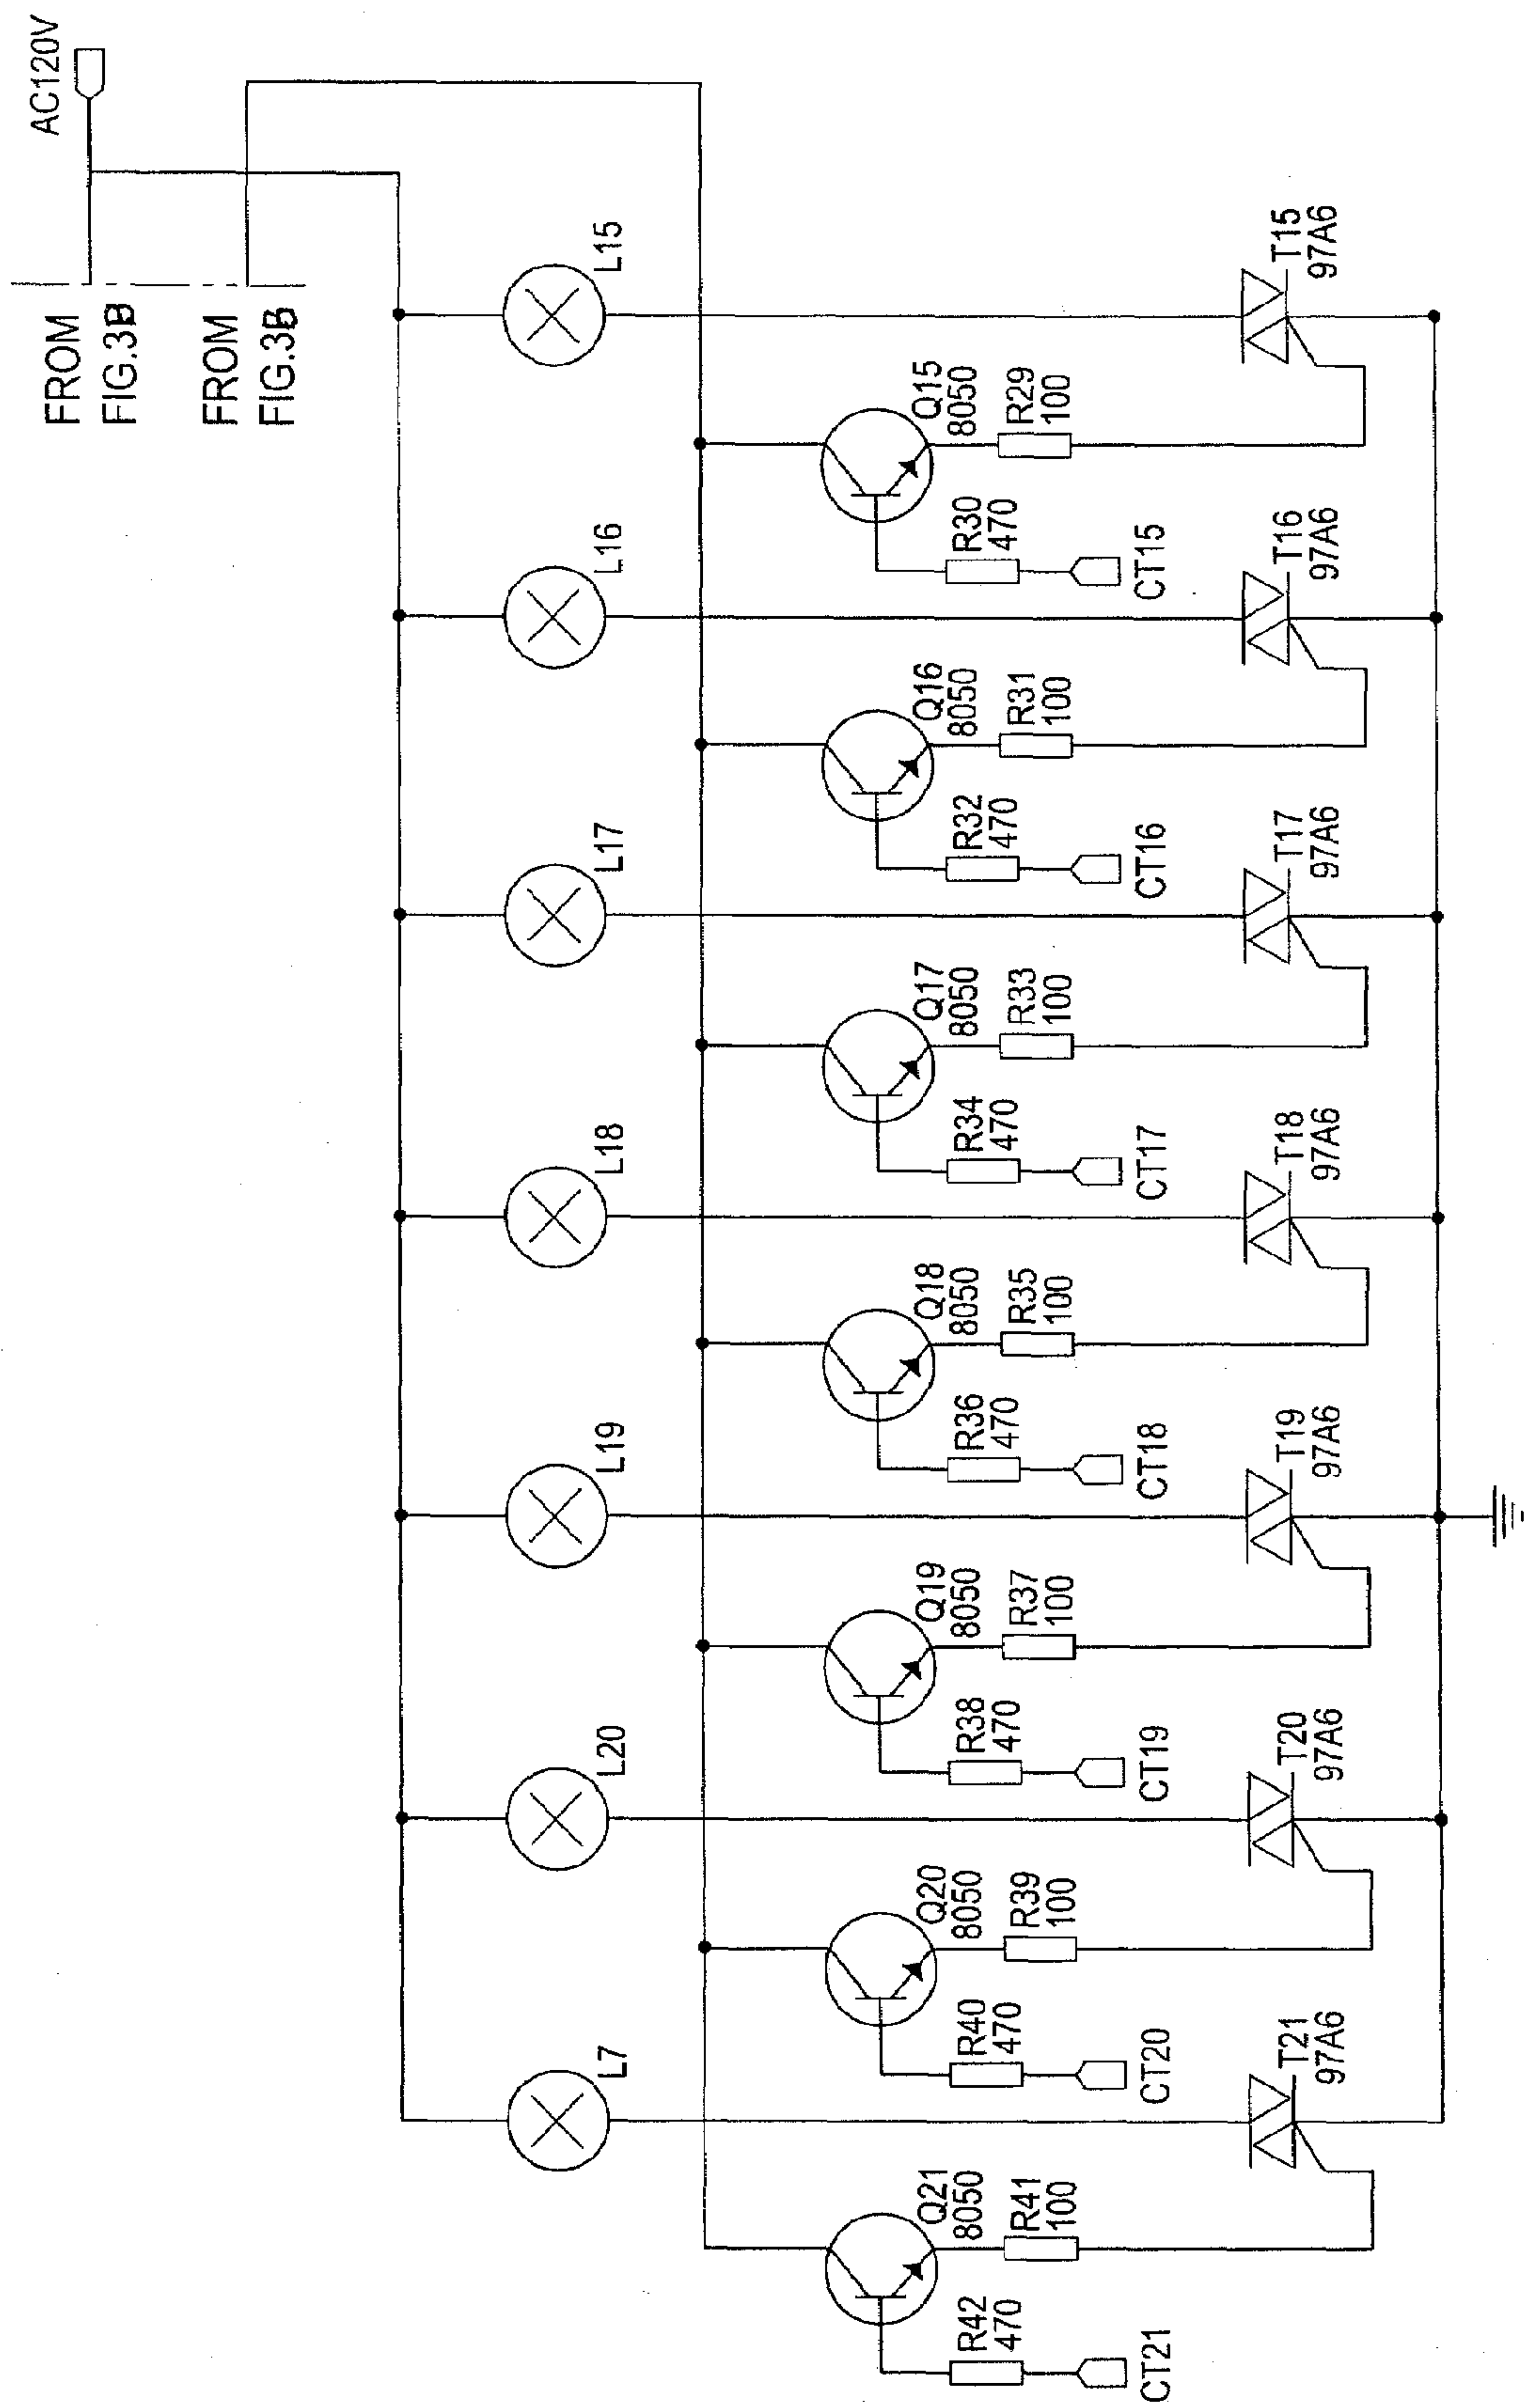 AC120V
FROM
FIG.3B
FROM
FIG.3B
L15
L16
L17
L18
L19
L20
L7
Q15
8050
R29
100
R30
470
CT15
T15
97A6
Q16
8050
R31
100
R32
470
CT16
T16
97A6
Q17
8050
R33
100
R34
470
CT17
T17
97A6
Q18
8050
R35
100
R36
470
CT18
T18
97A6
Q19
8050
R37
100
R38
470
CT19
T19
97A6
Q20
8050
R39
100
R40
470
CT20
T20
97A6
Q21
8050
R41
100
R42
470
CT21
T21
97A6